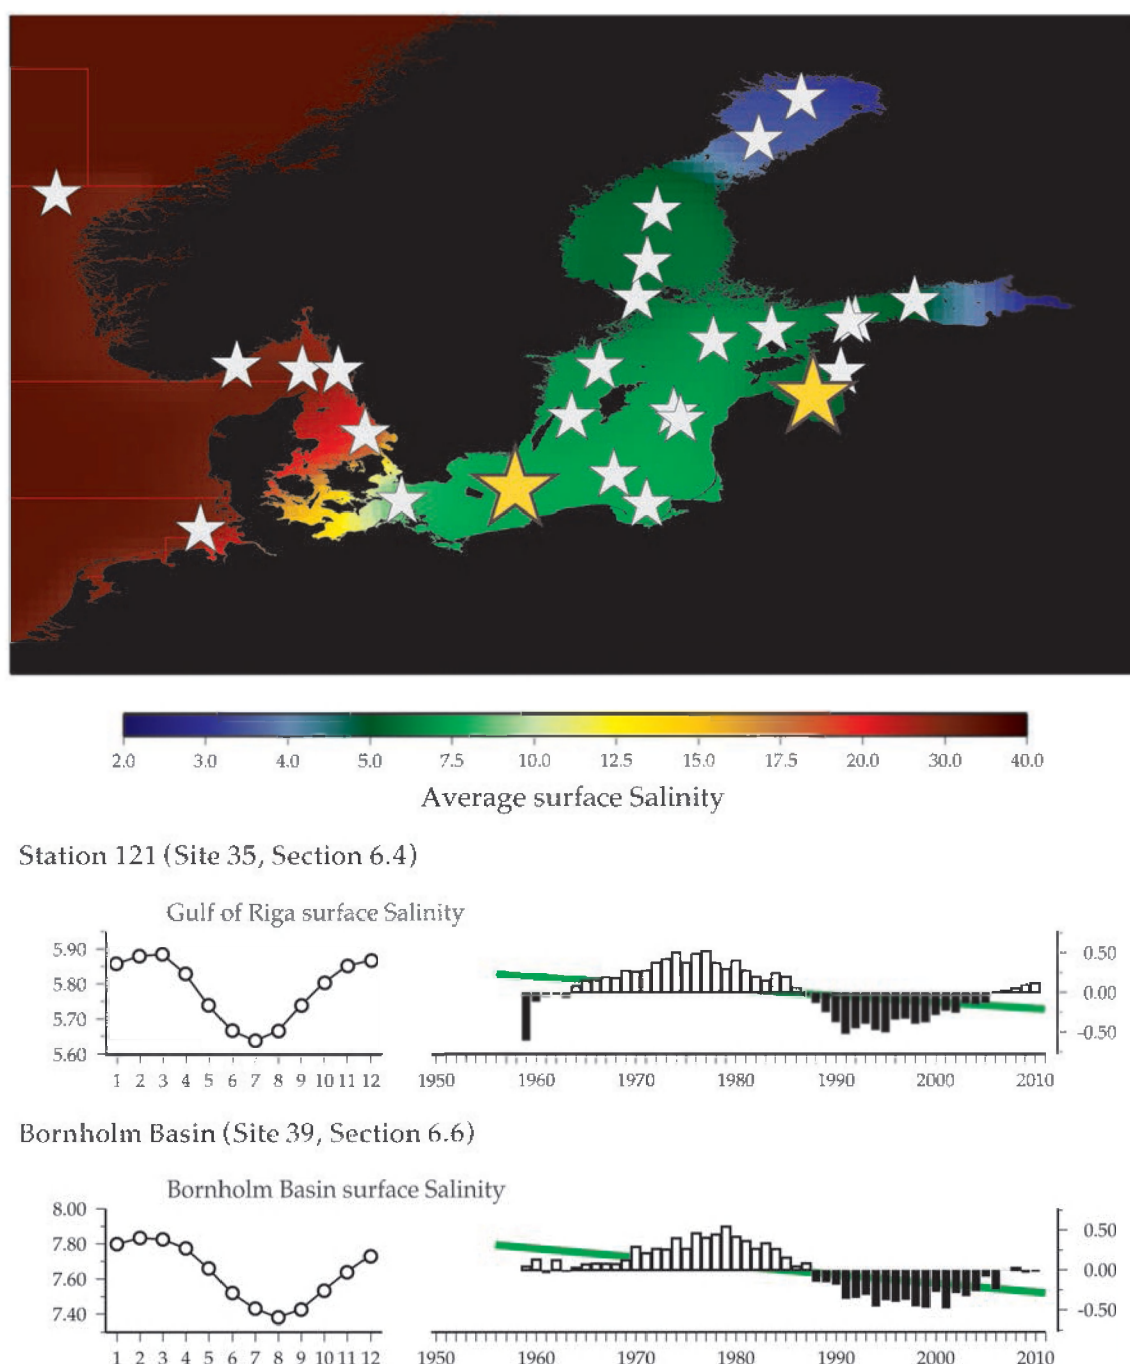 2.0 3.0 4.0 5.0 7.5 10.0 12.5 15.0 17.5 20.0 30.0 40.0
Average surface Salinity
Station 121 (Site 35, Section 6.4)
Gulf of Riga surface Salinity
5.90
5.80
5.70
5.60
1 2 3 4 5 6 7 8 9 10 11 12
0.50
0.00
-0.50
1950 1960 1970 1980 1990 2000 2010
Bornholm Basin (Site 39, Section 6.6)
Bornholm Basin surface Salinity
8.00
7.80
7.60
7.40
1 2 3 4 5 6 7 8 9 10 11 12
0.50
0.00
-0.50
1950 1960 1970 1980 1990 2000 2010